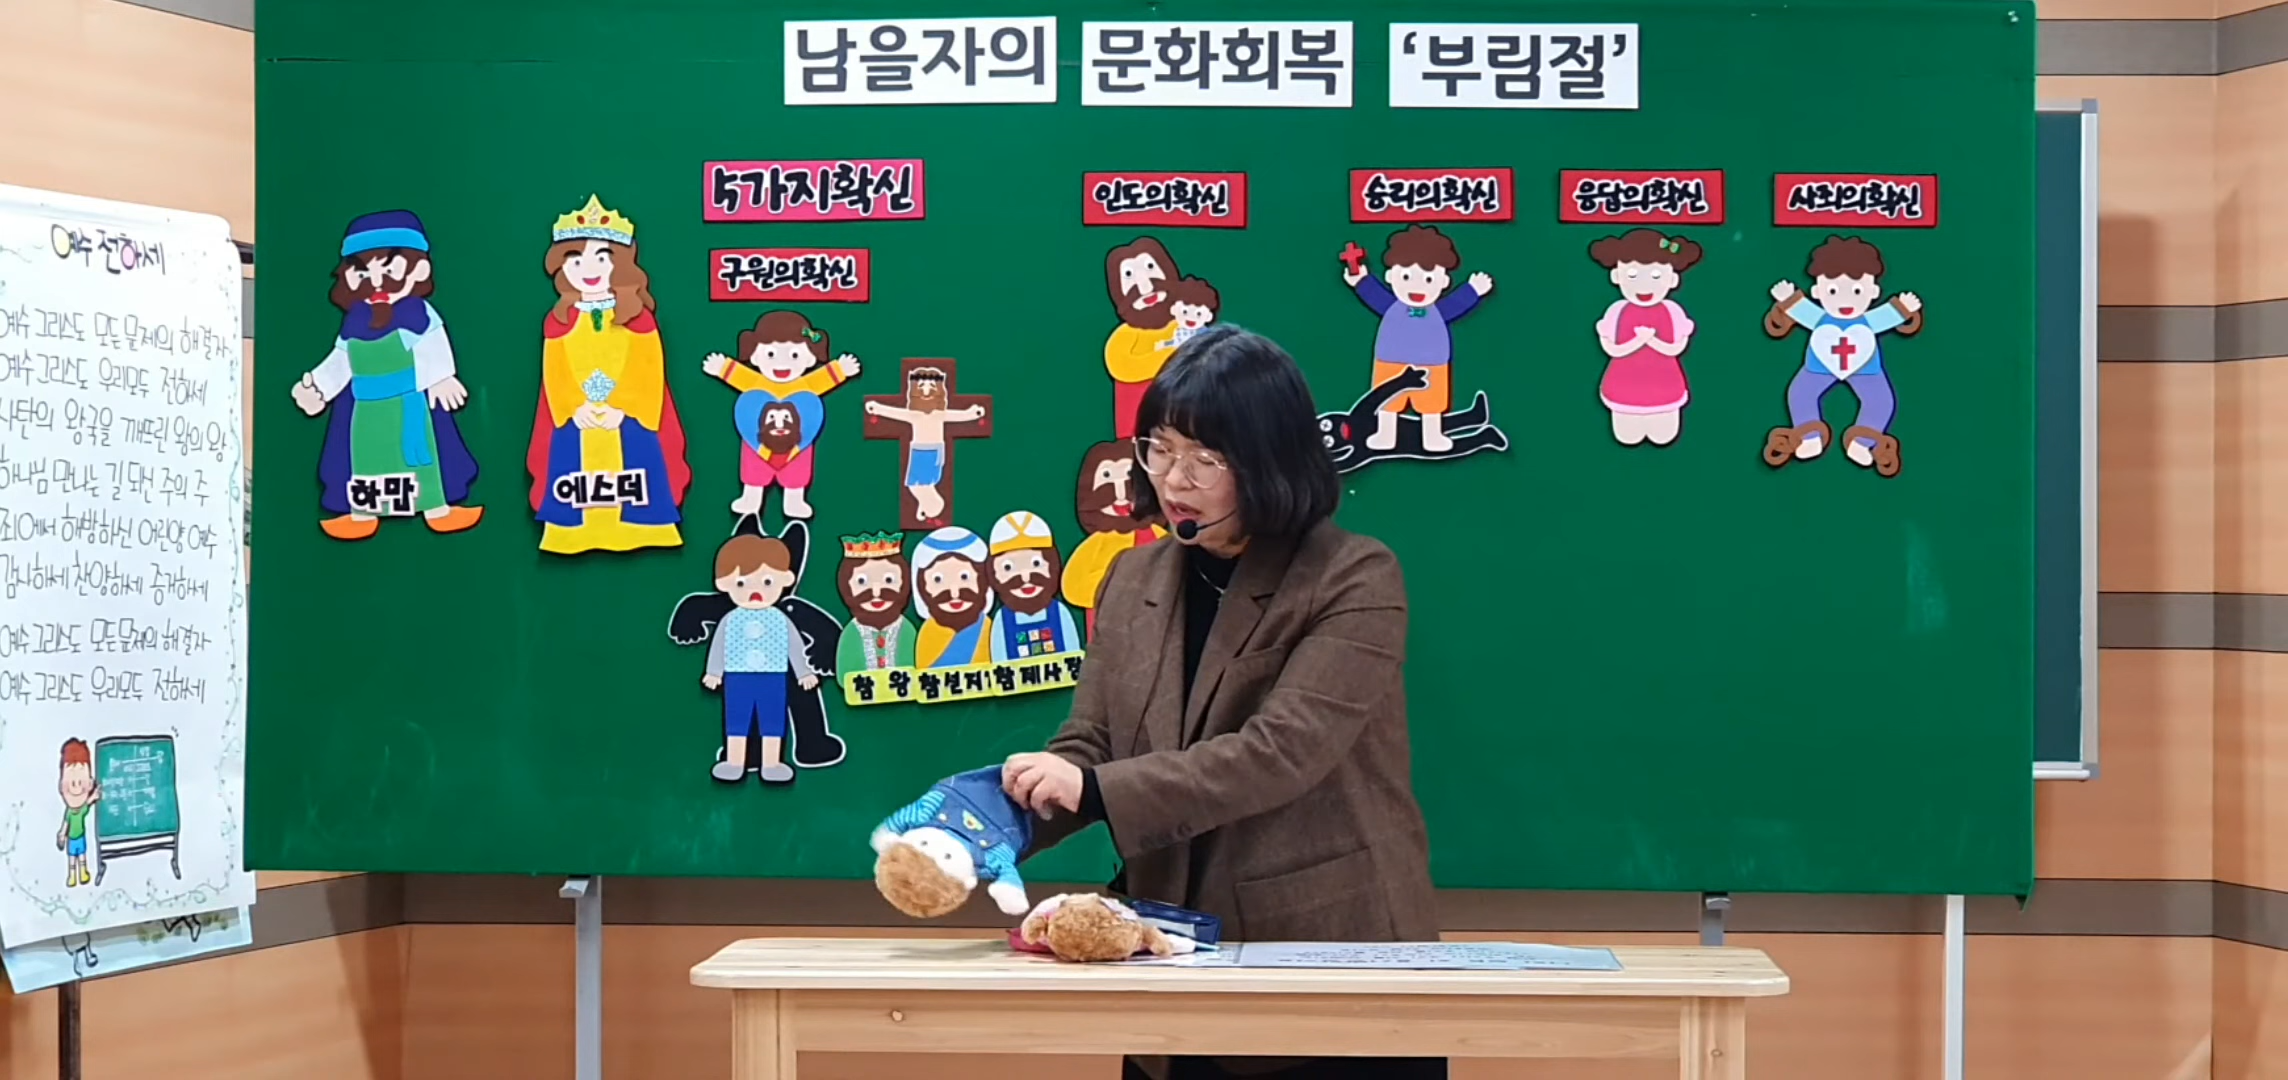 남을자의 문화회복 ‘부림절’
5가지확신
구원의확신
인도의확신
승리의확신
응답의확신
사죄의확신
하만
에스더
참 왕
참선지
참제사장
예수 전하세
예수 그리스도 모든 문제의 해결자
예수 그리스도 우리모두 전하세
사탄의 왕국을 깨뜨린 왕의 왕
하나님 만나는 길 되신 주의 주
죄에서 해방하신 어린양 예수
감사하세 찬양하세 증거하세
예수 그리스도 모든 문제의 해결자
예수 그리스도 우리모두 전하세